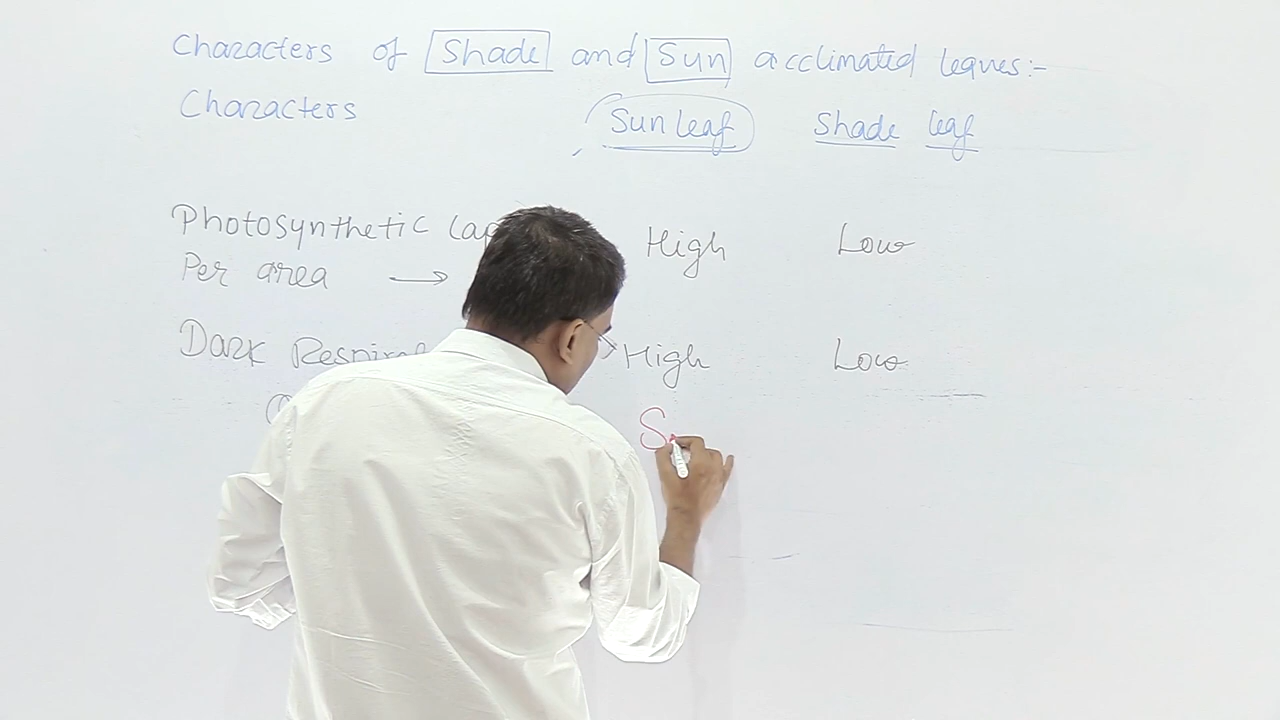 Characters of Shade and Sun acclimated leaves:-
Characters Sun leaf Shade leaf
Photosynthetic High Low
Per area →
Dark High Low